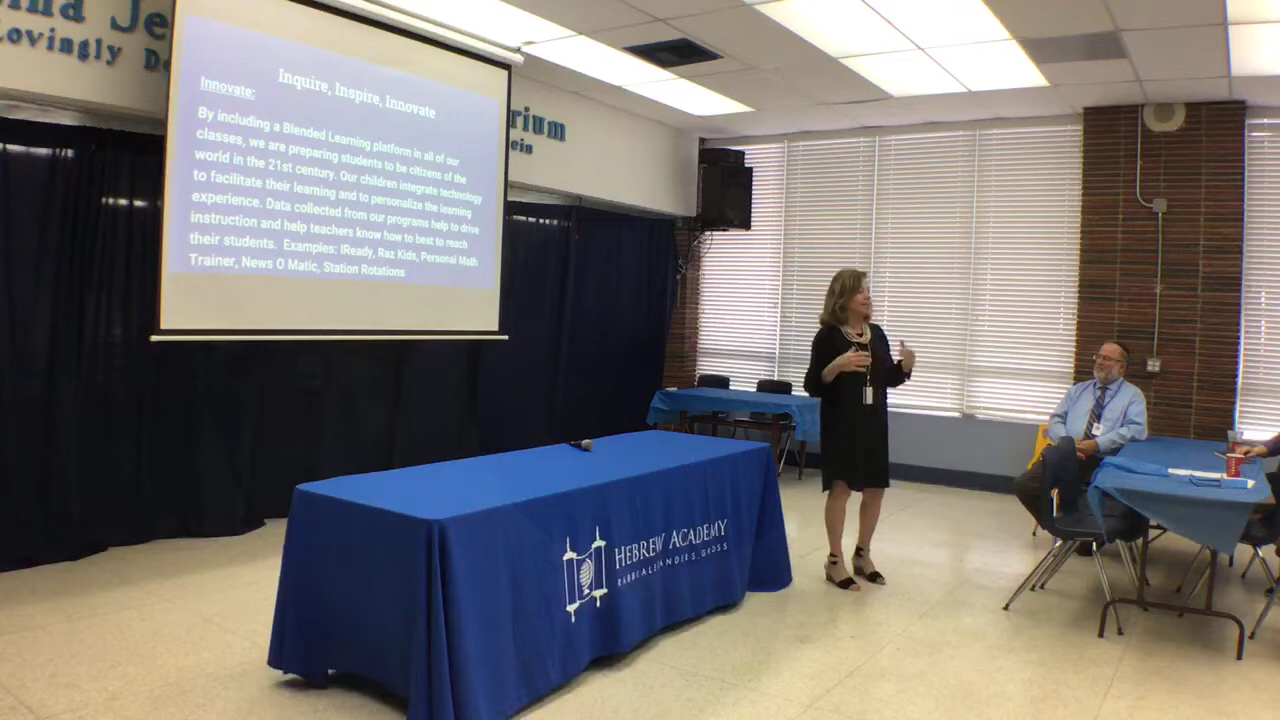 Lovingly
rium
ein
Inquire, Inspire, Innovate
Innovate:
By including a Blended Learning platform in all of our
classes, we are preparing students to be citizens of the
world in the 21st century. Our children integrate technology
to facilitate their learning and to personalize the learning
experience. Data collected from our programs help to drive
instruction and help teachers know how to best to reach
their students. Examples: IReady, Raz Kids, Personal Math
Trainer, News O Matic, Station Rotations
HEBREW ACADEMY
RABBI ALEXANDER S. GROSS